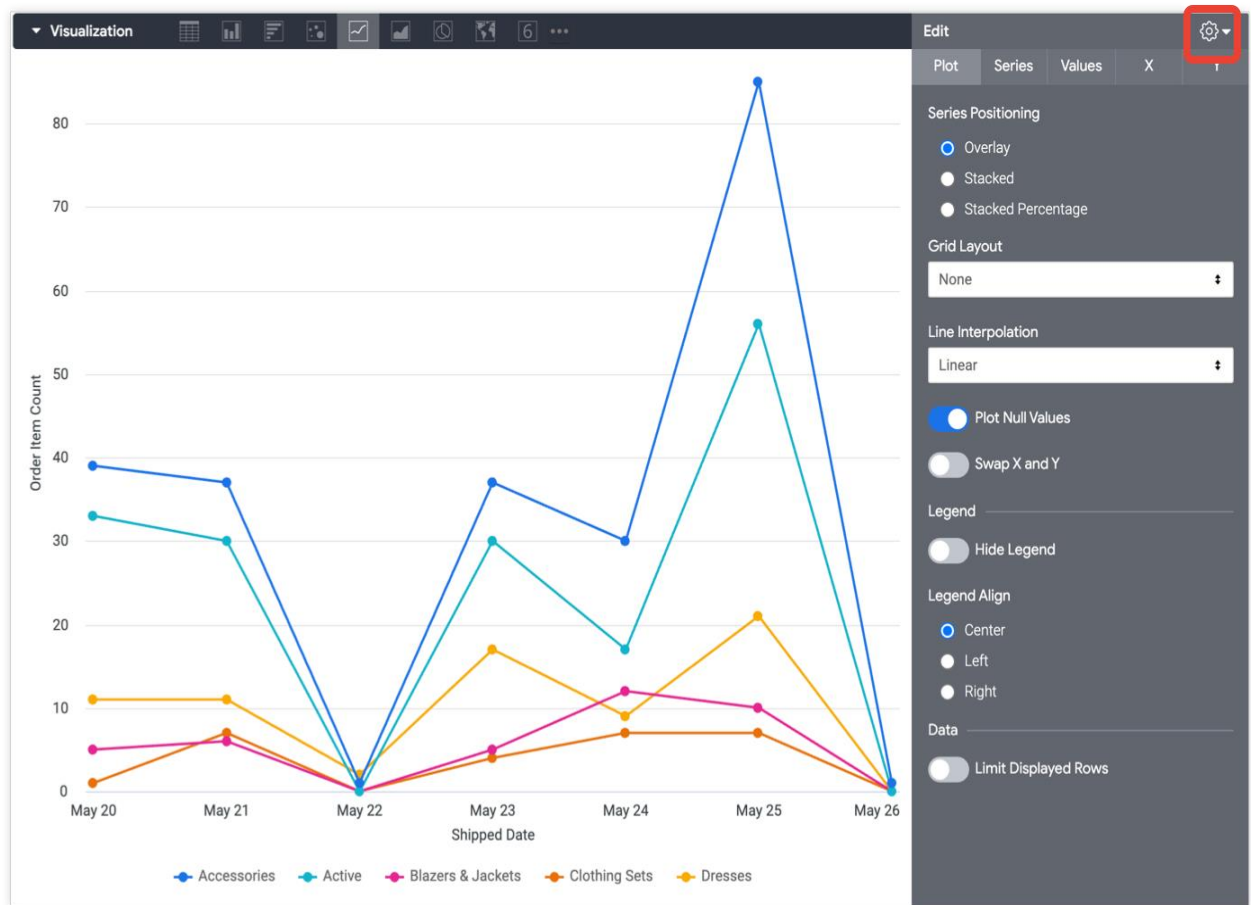 Visualization
6
Edit
Plot Series Values X Y
Series Positioning
Overlay
Stacked
Stacked Percentage
Grid Layout
None
Line Interpolation
Linear
Plot Null Values
Swap X and Y
Legend
Hide Legend
Legend Align
Center
Left
Right
Data
Limit Displayed Rows
Order Item Count
80
70
60
50
40
30
20
10
0
May 20 May 21 May 22 May 23 May 24 May 25 May 26
Shipped Date
Accessories Active Blazers & Jackets Clothing Sets Dresses